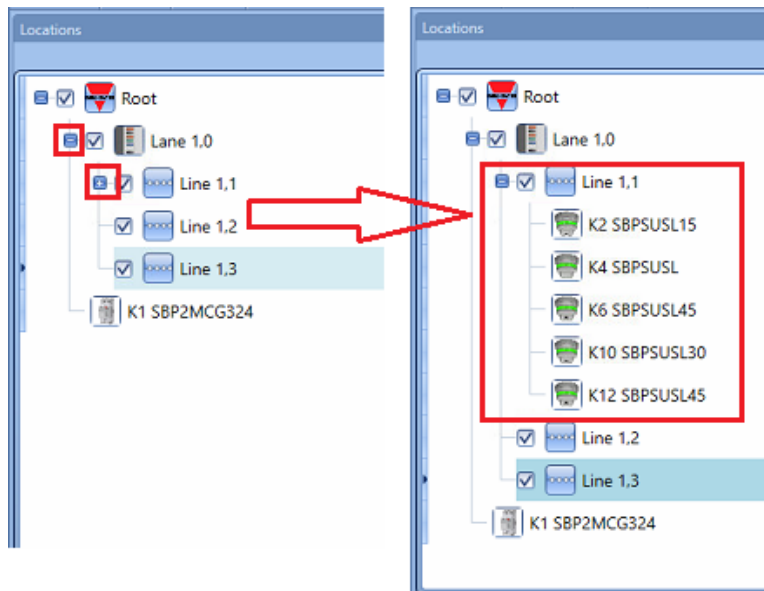 Locations
Root
Lane 1,0
Line 1,1
Line 1,2
Line 1,3
K1 SBP2MCG324
Locations
Root
Lane 1,0
Line 1,1
K2 SBPSUSL15
K4 SBPSUSL
K6 SBPSUSL45
K10 SBPSUSL30
K12 SBPSUSL45
Line 1,2
Line 1,3
K1 SBP2MCG324